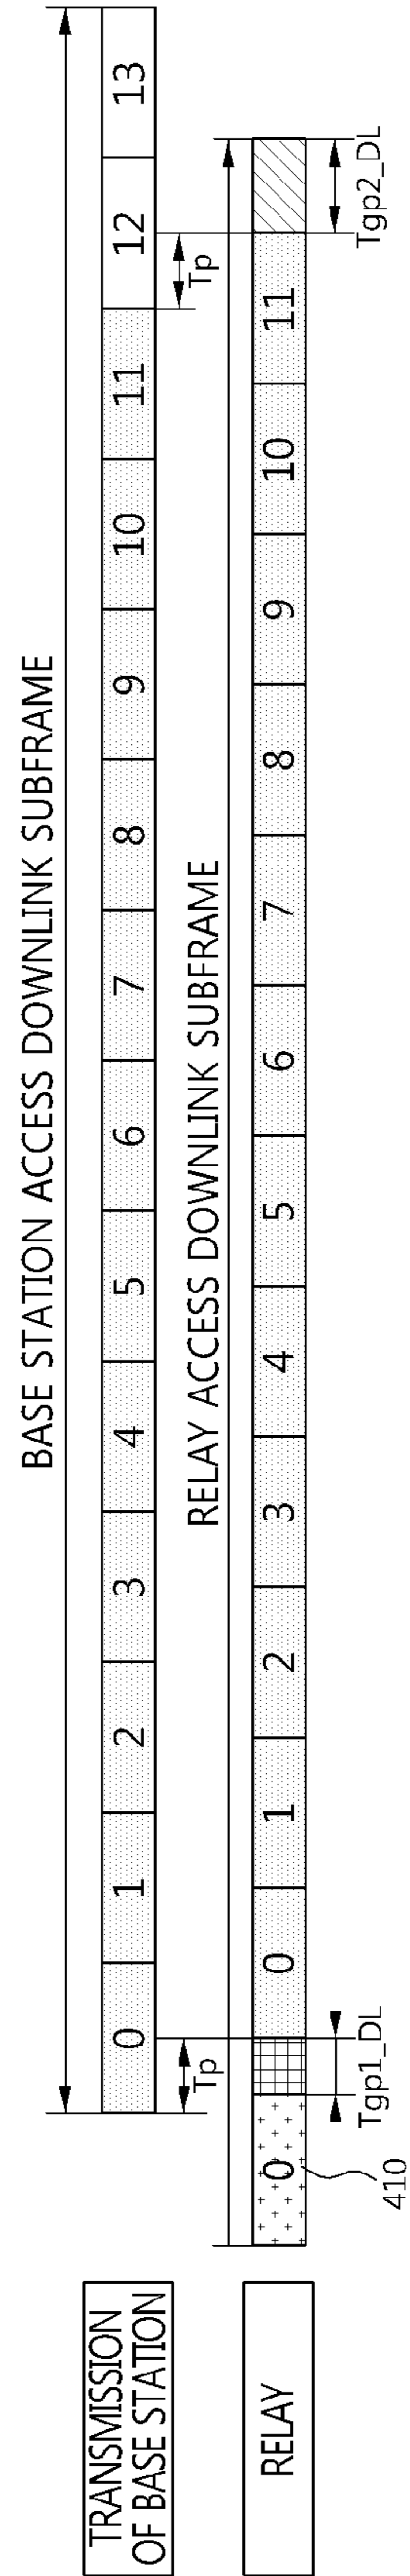 BASE STATION ACCESS DOWNLINK SUBFRAME
TRANSMISSION
OF BASE STATION
0 1 2 3 4 5 6 7 8 9 10 11 12 13
Tp Tp
RELAY ACCESS DOWNLINK SUBFRAME
RELAY
0 0 1 2 3 4 5 6 7 8 9 10 11
Tgp1_DL Tgp2_DL
410